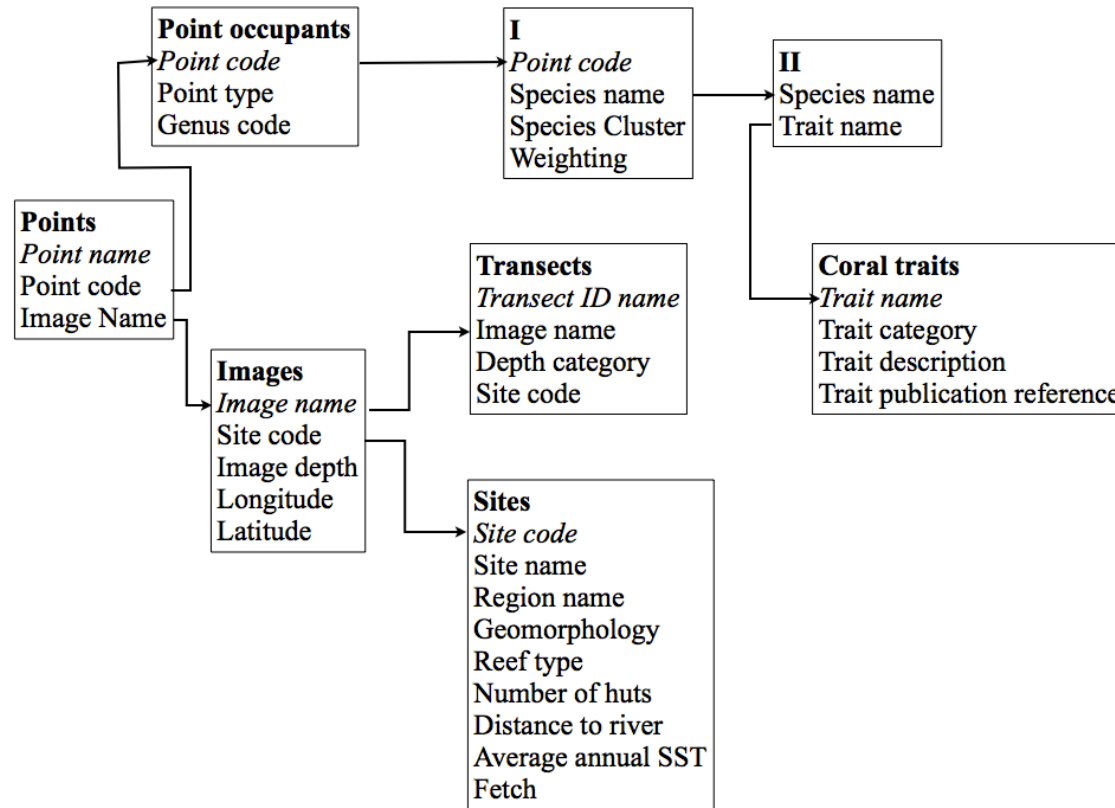 Point occupants
Point code
Point type
Genus code
I
Point code
Species name
Species Cluster
Weighting
II
Species name
Trait name
Points
Point name
Point code
Image Name
Transects
Transect ID name
Image name
Depth category
Site code
Coral traits
Trait name
Trait category
Trait description
Trait publication reference
Images
Image name
Site code
Image depth
Longitude
Latitude
Sites
Site code
Site name
Region name
Geomorphology
Reef type
Number of huts
Distance to river
Average annual SST
Fetch